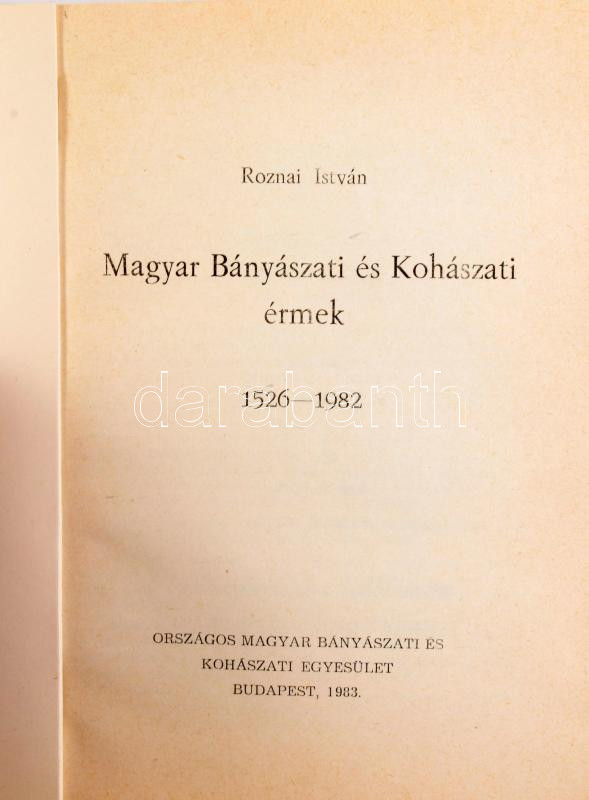 Roznai István
Magyar Bányászati és Kohászati
érmek
1526—1982
darabanth
ORSZÁGOS MAGYAR BÁNYÁSZATI ÉS
KOHÁSZATI EGYESÜLET
BUDAPEST, 1983.